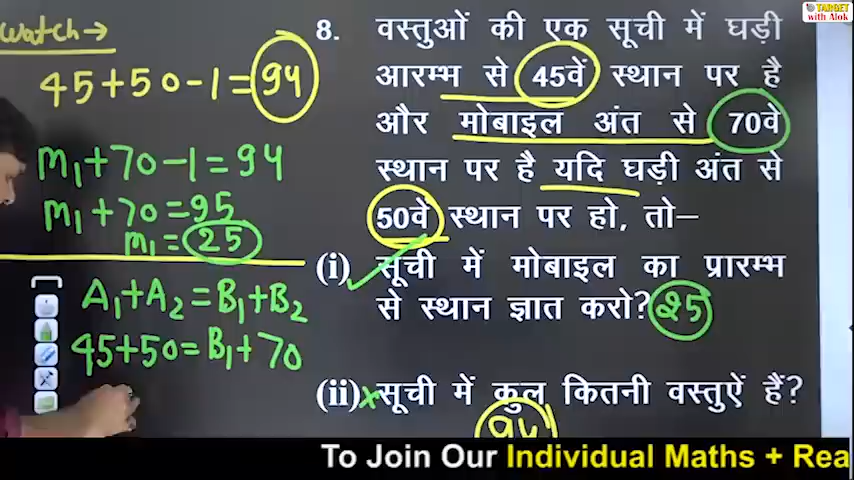 TARGET
with Alok
watch →
45+50-1=94
M₁+70-1=94
M₁+70=95
M₁=25
A₁+A₂=B₁+B₂
45+50=B₁+70
8. वस्तुओं की एक सूची में घड़ी
आरम्भ से 45वें स्थान पर है
और मोबाइल अंत से 70वे
स्थान पर है यदि घड़ी अंत से
50वे स्थान पर हो, तो–
(i) सूची में मोबाइल का प्रारम्भ
से स्थान ज्ञात करो? 25
(ii) सूची में कुल कितनी वस्तुऐं हैं?
94
To Join Our Individual Maths + Rea